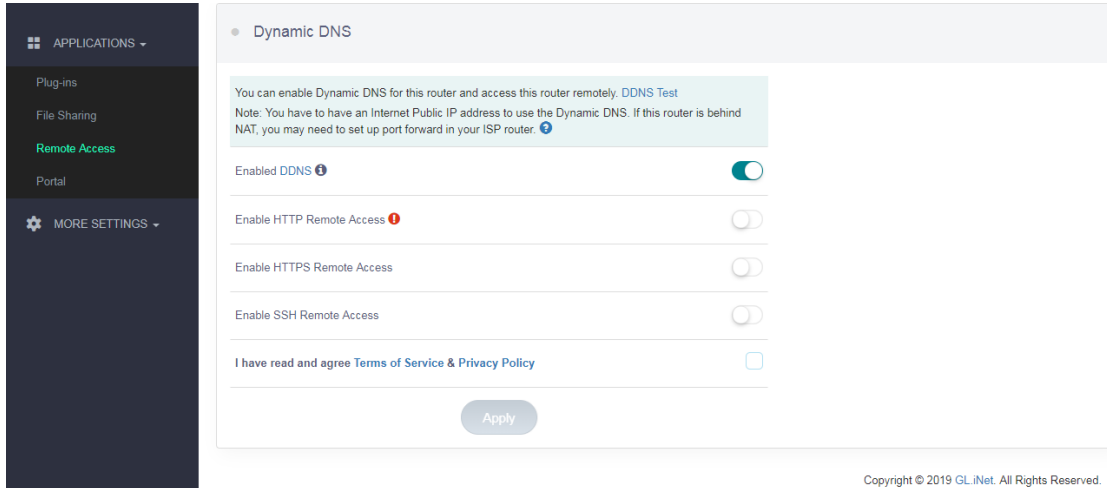 APPLICATIONS
Plug-ins
File Sharing
Remote Access
Portal
MORE SETTINGS
Dynamic DNS
You can enable Dynamic DNS for this router and access this router remotely. DDNS Test
Note: You have to have an Internet Public IP address to use the Dynamic DNS. If this router is behind
NAT, you may need to set up port forward in your ISP router.
Enabled DDNS
Enable HTTP Remote Access
Enable HTTPS Remote Access
Enable SSH Remote Access
I have read and agree Terms of Service & Privacy Policy
Apply
Copyright © 2019 GL.iNet. All Rights Reserved.